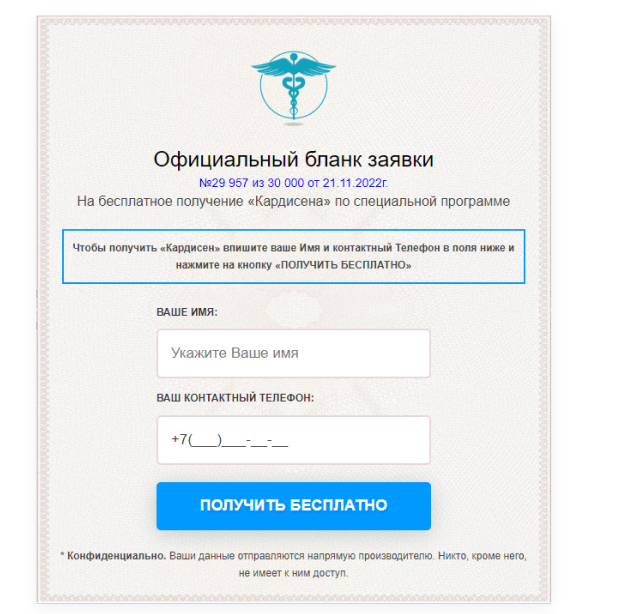 Официальный бланк заявки
№29 957 из 30 000 от 21.11.2022г.
На бесплатное получение «Кардисена» по специальной программе
Чтобы получить «Кардисен» впишите ваше Имя и контактный Телефон в поля ниже и
нажмите на кнопку «ПОЛУЧИТЬ БЕСПЛАТНО»
ВАШЕ ИМЯ:
Укажите Ваше имя
ВАШ КОНТАКТНЫЙ ТЕЛЕФОН:
+7(___)___-__-__
ПОЛУЧИТЬ БЕСПЛАТНО
* Конфиденциально. Ваши данные отправляются напрямую производителю. Никто, кроме него,
не имеет к ним доступ.